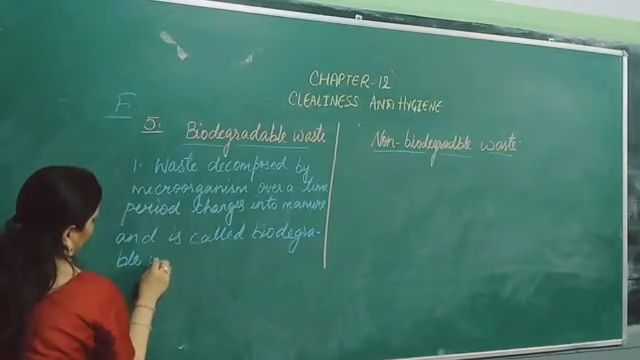 CHAPTER-12
CLEALINESS AND HYGIENE
F.
5. Biodegradable waste
Non-biodegradble waste
1. Waste decomposed by
microorganism over a time
period changes into manure
and is called biodegra-
ble